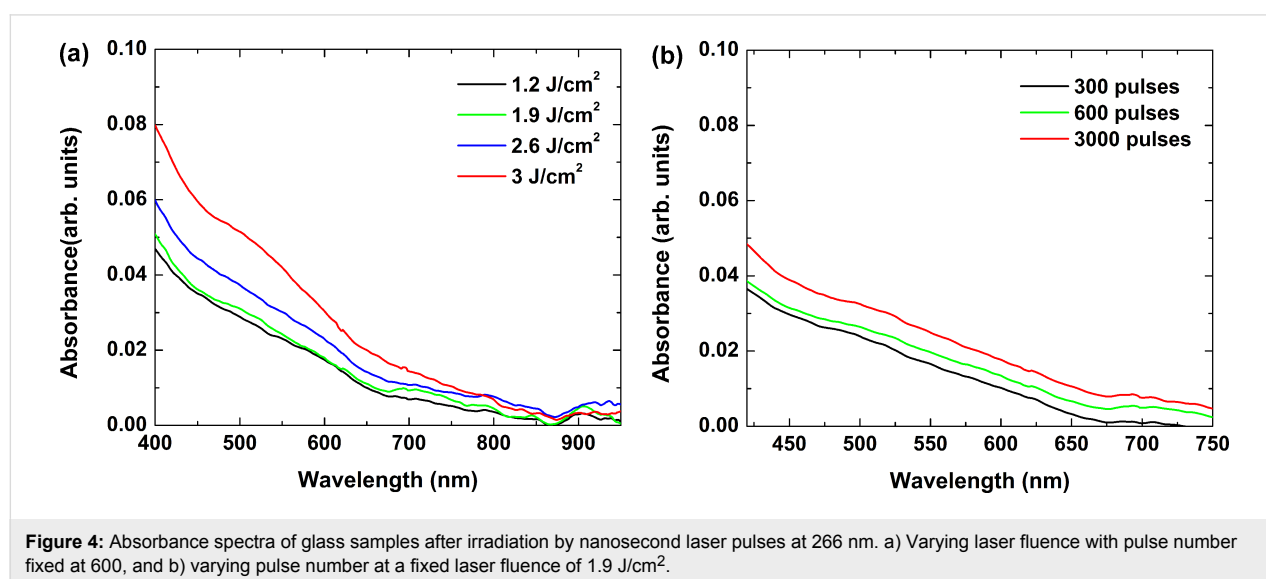 (a)
0.10
0.08
0.06
0.04
0.02
0.00
Absorbance(arb. units)
1.2 J/cm²
1.9 J/cm²
2.6 J/cm²
3 J/cm²
400 500 600 700 800 900
Wavelength (nm)
(b)
0.10
0.08
0.06
0.04
0.02
0.00
Absorbance (arb. units)
300 pulses
600 pulses
3000 pulses
450 500 550 600 650 700 750
Wavelength (nm)
Figure 4: Absorbance spectra of glass samples after irradiation by nanosecond laser pulses at 266 nm. a) Varying laser fluence with pulse number
fixed at 600, and b) varying pulse number at a fixed laser fluence of 1.9 J/cm².